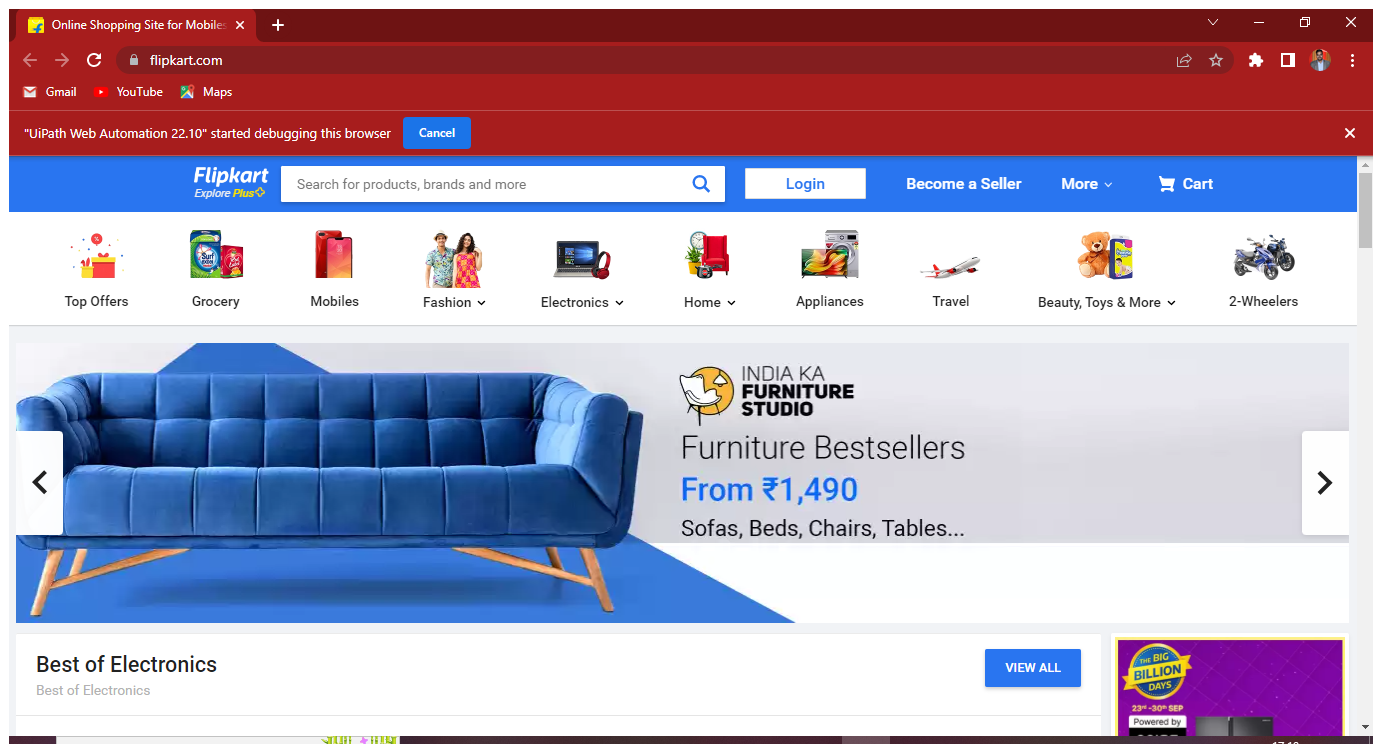 Online Shopping Site for Mobiles
flipkart.com
Gmail YouTube Maps
"UiPath Web Automation 22.10" started debugging this browser Cancel
Flipkart
Explore Plus
Search for products, brands and more
Login
Become a Seller
More
Cart
Top Offers
Grocery
Mobiles
Fashion
Electronics
Home
Appliances
Travel
Beauty, Toys & More
2-Wheelers
INDIA KA
FURNITURE
STUDIO
Furniture Bestsellers
From ₹1,490
Sofas, Beds, Chairs, Tables...
Best of Electronics
Best of Electronics
VIEW ALL
THE BIG
BILLION
DAYS
23rd -30th SEP
Powered by